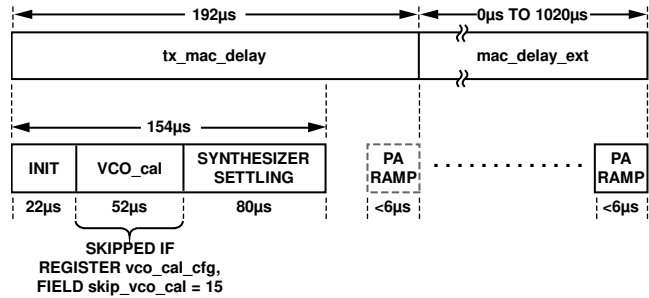 192µs
0µs TO 1020µs
tx_mac_delay
mac_delay_ext
154µs
INIT
VCO_cal
SYNTHESIZER
SETTLING
PA
RAMP
PA
RAMP
22µs
52µs
80µs
<6µs
<6µs
SKIPPED IF
REGISTER vco_cal_cfg,
FIELD skip_vco_cal = 15